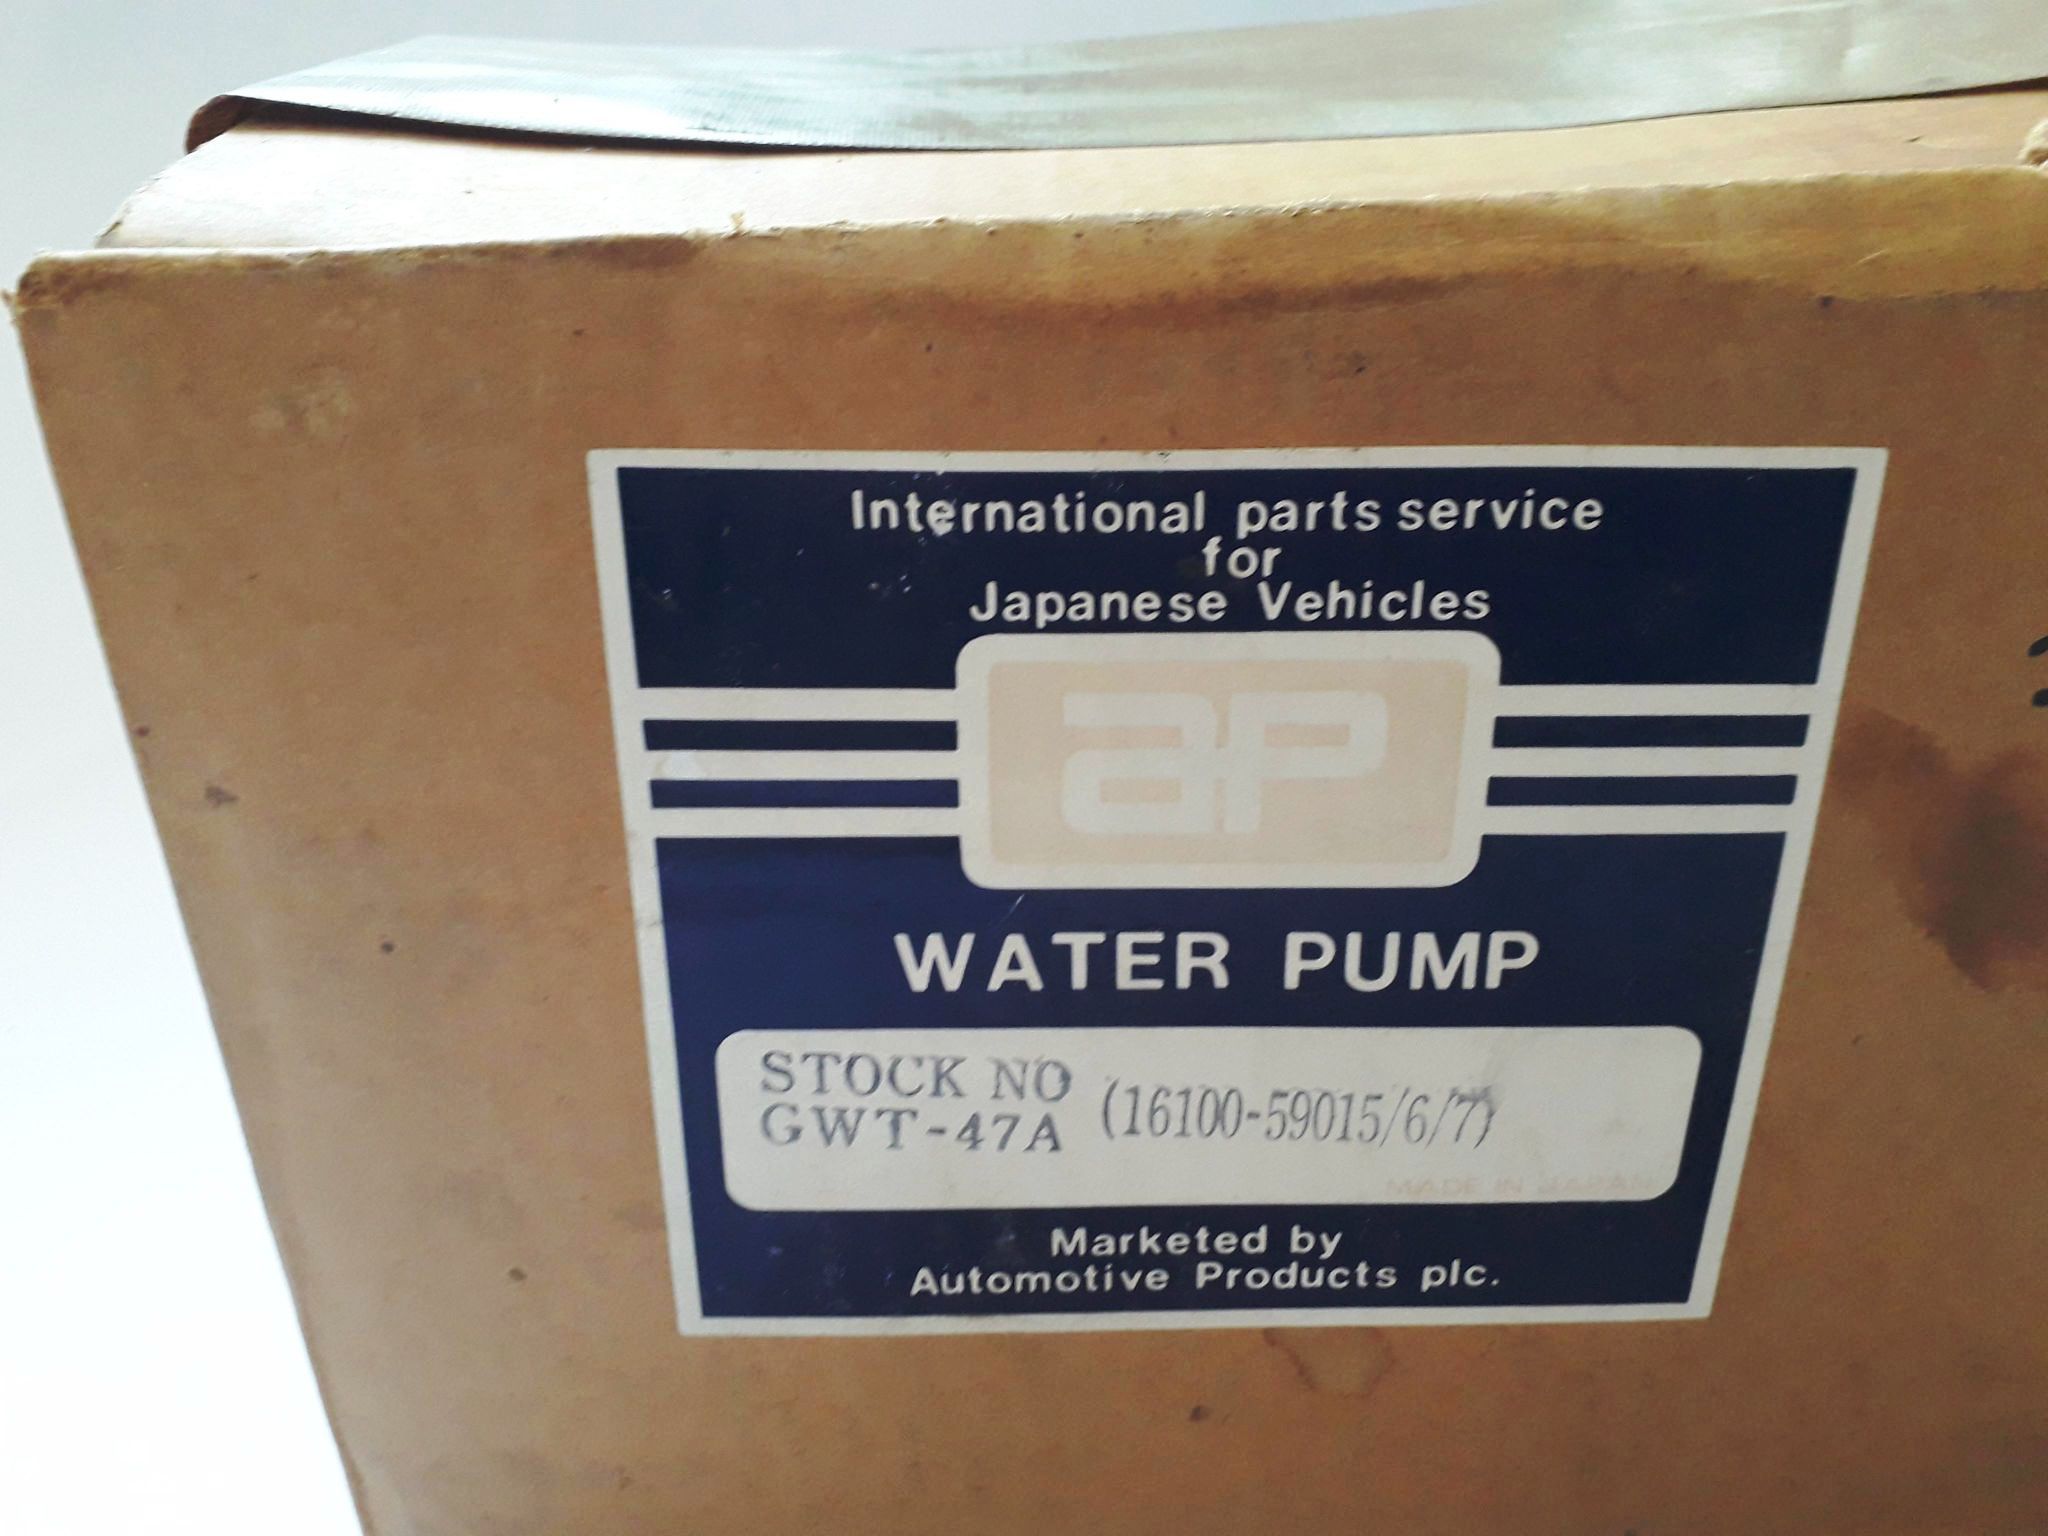 International parts service
for
Japanese Vehicles
aP
WATER PUMP
STOCK NO
GWT-47A (16100-59015/6/7)
MADE IN JAPAN
Marketed by
Automotive Products plc.